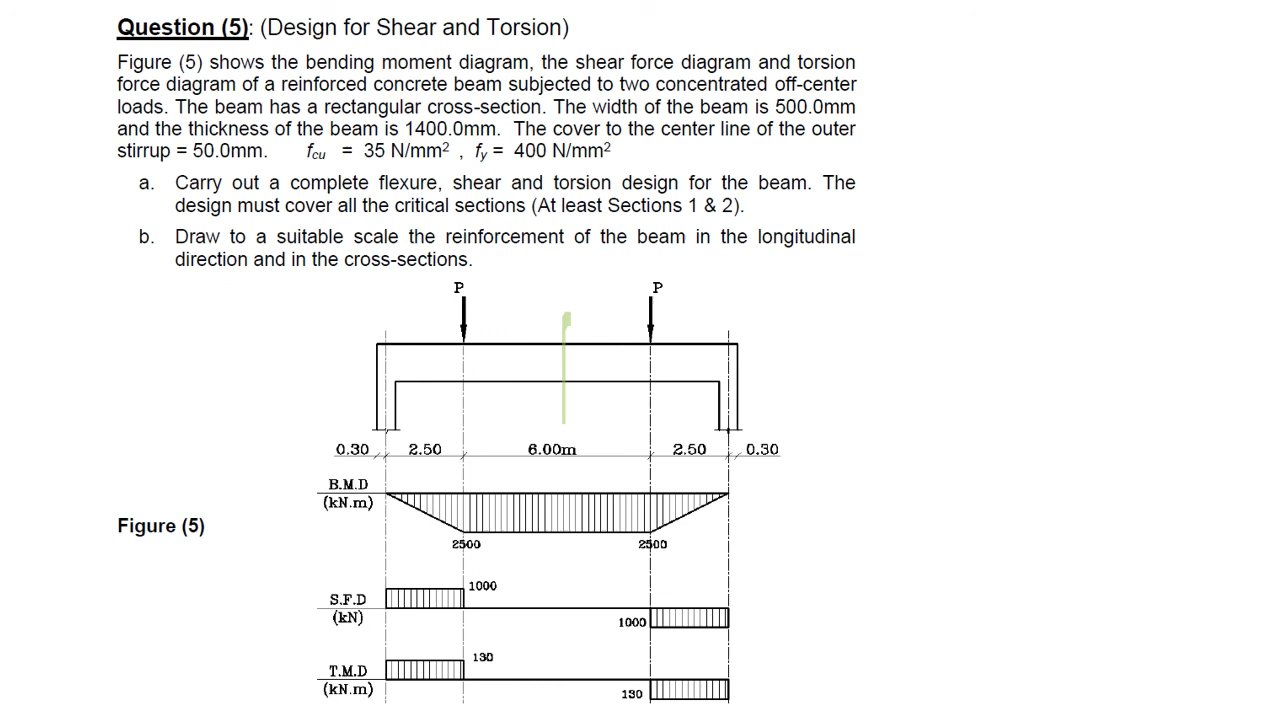 Question (5): (Design for Shear and Torsion)
Figure (5) shows the bending moment diagram, the shear force diagram and torsion
force diagram of a reinforced concrete beam subjected to two concentrated off-center
loads. The beam has a rectangular cross-section. The width of the beam is 500.0mm
and the thickness of the beam is 1400.0mm. The cover to the center line of the outer
stirrup = 50.0mm. fcu = 35 N/mm2 , fy = 400 N/mm2
a. Carry out a complete flexure, shear and torsion design for the beam. The
design must cover all the critical sections (At least Sections 1 & 2).
b. Draw to a suitable scale the reinforcement of the beam in the longitudinal
direction and in the cross-sections.
P P
0.30 2.50 6.00m 2.50 0.30
B.M.D
(kN.m)
Figure (5)
2500 2500
1000
S.F.D
(kN)
1000
130
T.M.D
(kN.m)
130